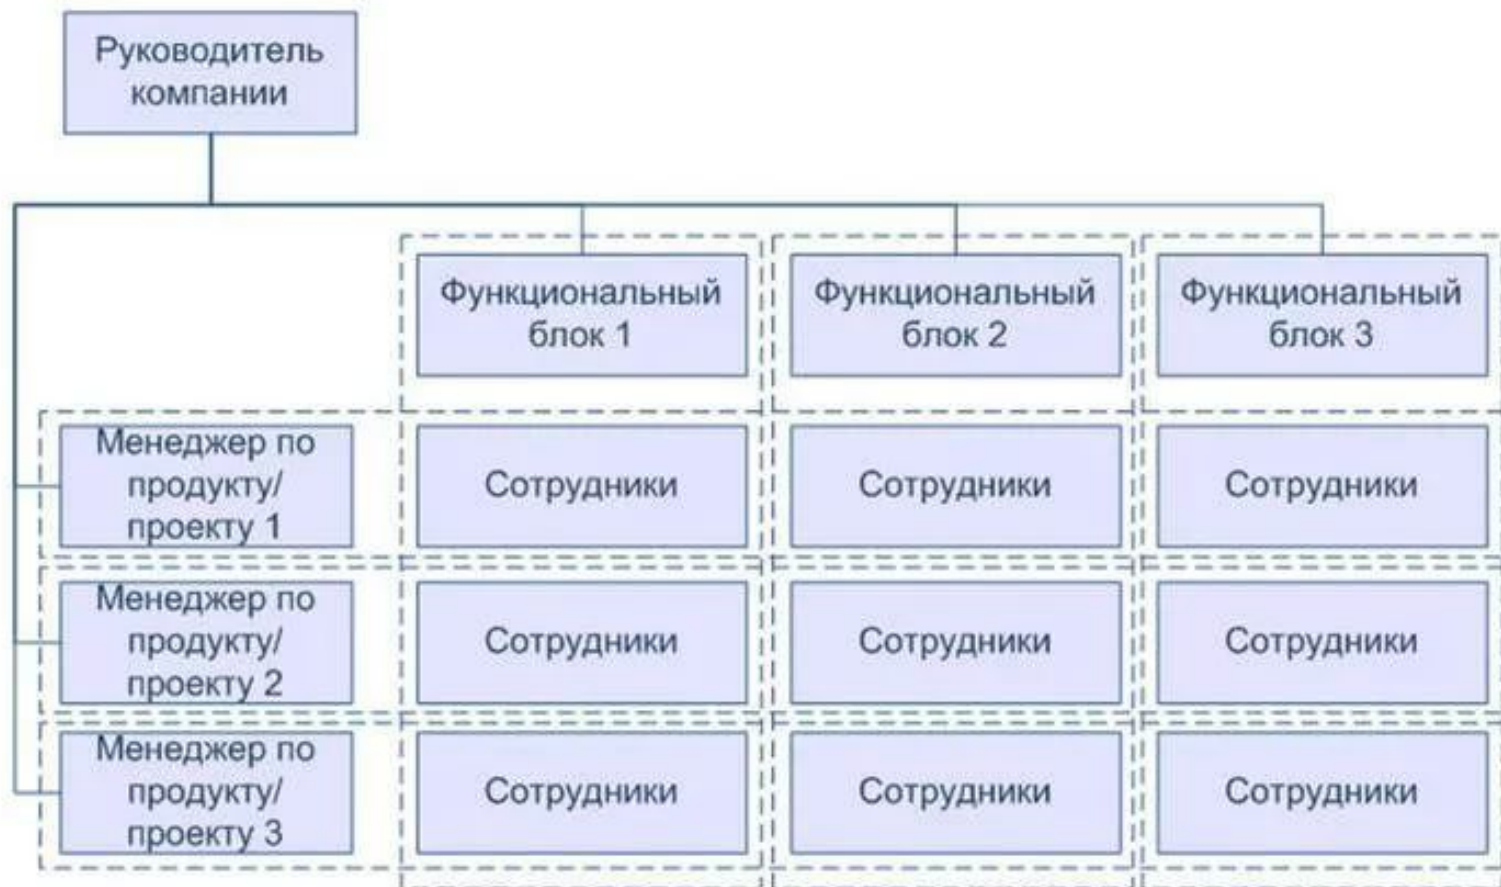 Руководитель
компании
Функциональный
блок 1
Функциональный
блок 2
Функциональный
блок 3
Менеджер по
продукту/
проекту 1
Сотрудники
Сотрудники
Сотрудники
Менеджер по
продукту/
проекту 2
Сотрудники
Сотрудники
Сотрудники
Менеджер по
продукту/
проекту 3
Сотрудники
Сотрудники
Сотрудники